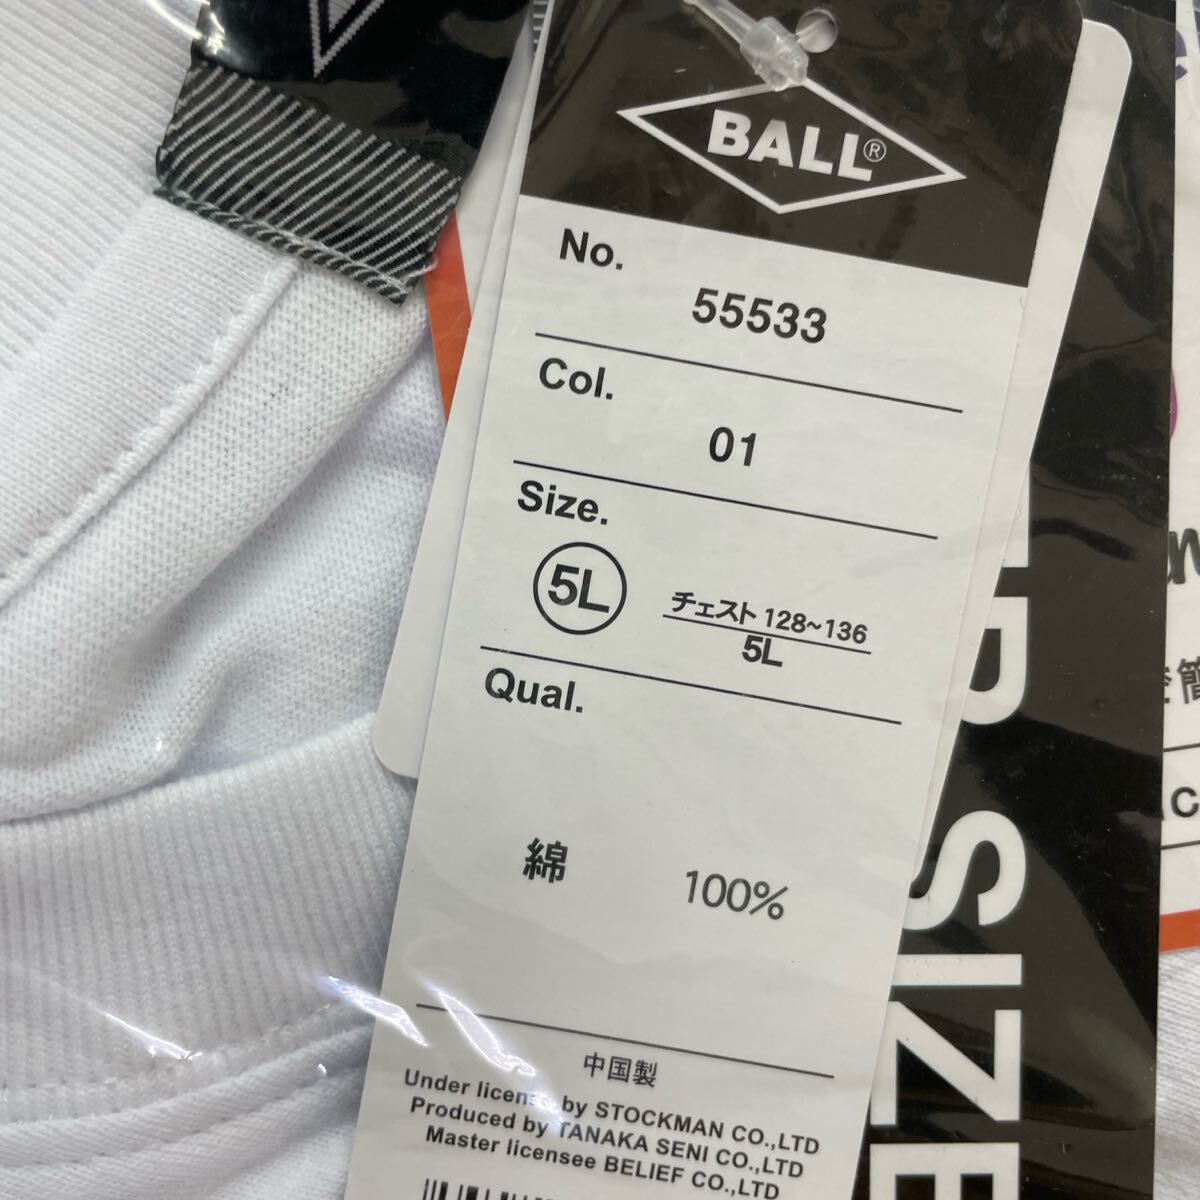 BALL®
No.
55533
Col.
01
Size.
5L
チェスト 128~136
5L
Qual.
綿 100%
中国製
Under license by STOCKMAN CO.,LTD
Produced by TANAKA SENI CO.,LTD
Master licensee BELIEF CO.,LTD
SIZE